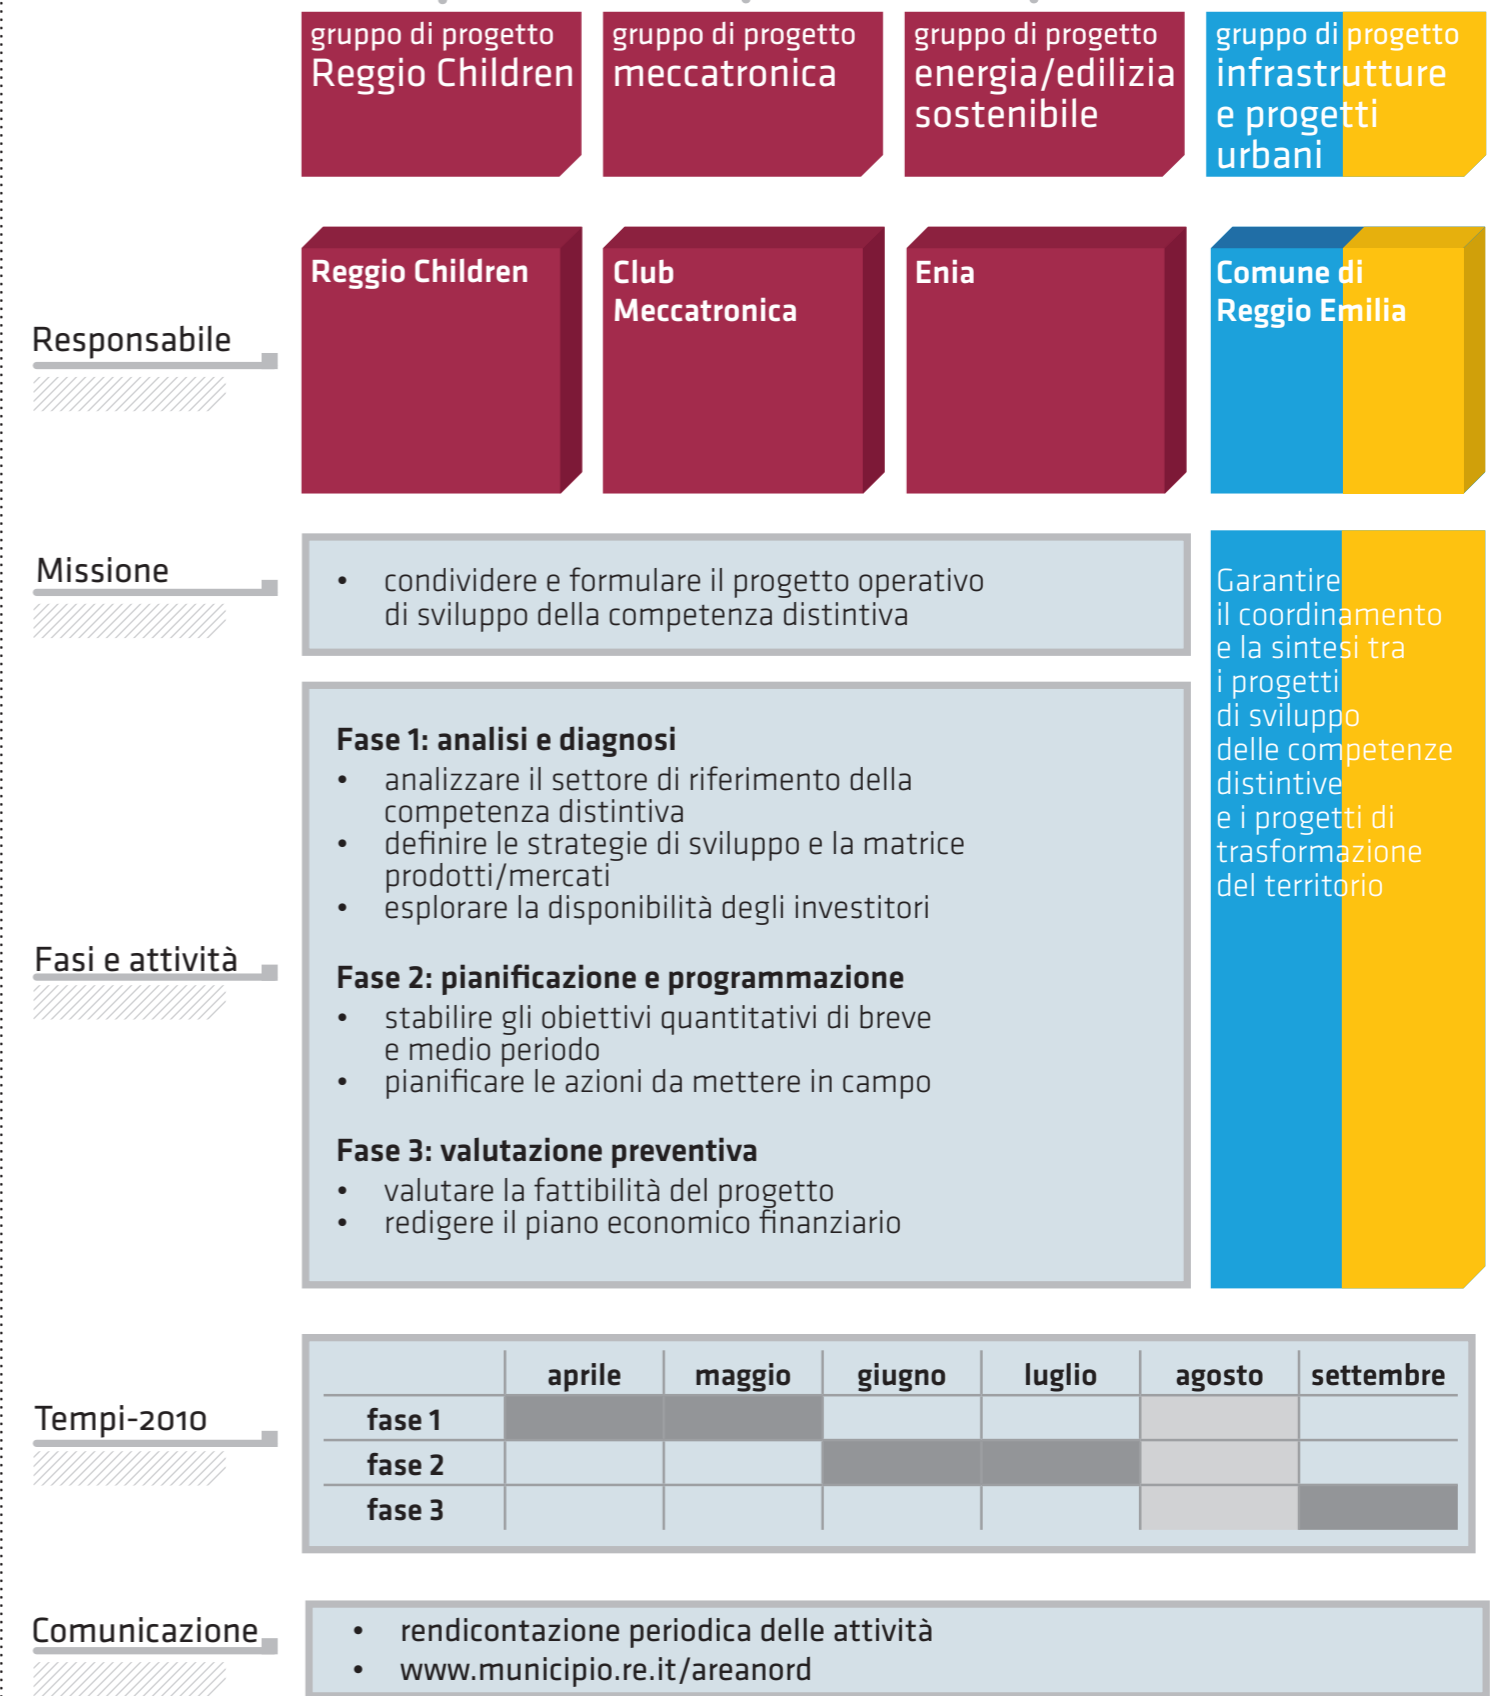 gruppo di progetto
Reggio Children
gruppo di progetto
meccatronica
gruppo di progetto
energia/edilizia
sostenibile
gruppo di progetto
infrastrutture
e progetti
urbani
Responsabile
Reggio Children
Club
Meccatronica
Enia
Comune di
Reggio Emilia
Missione
• condividere e formulare il progetto operativo
di sviluppo della competenza distintiva
Garantire
il coordinamento
e la sintesi tra
i progetti
di sviluppo
delle competenze
distintive
e i progetti di
trasformazione
del territorio
Fasi e attività
Fase 1: analisi e diagnosi
• analizzare il settore di riferimento della
competenza distintiva
• definire le strategie di sviluppo e la matrice
prodotti/mercati
• esplorare la disponibilità degli investitori
Fase 2: pianificazione e programmazione
• stabilire gli obiettivi quantitativi di breve
e medio periodo
• pianificare le azioni da mettere in campo
Fase 3: valutazione preventiva
• valutare la fattibilità del progetto
• redigere il piano economico finanziario
Tempi-2010
aprile maggio giugno luglio agosto settembre
fase 1
fase 2
fase 3
Comunicazione
• rendicontazione periodica delle attività
• www.municipio.re.it/areanord